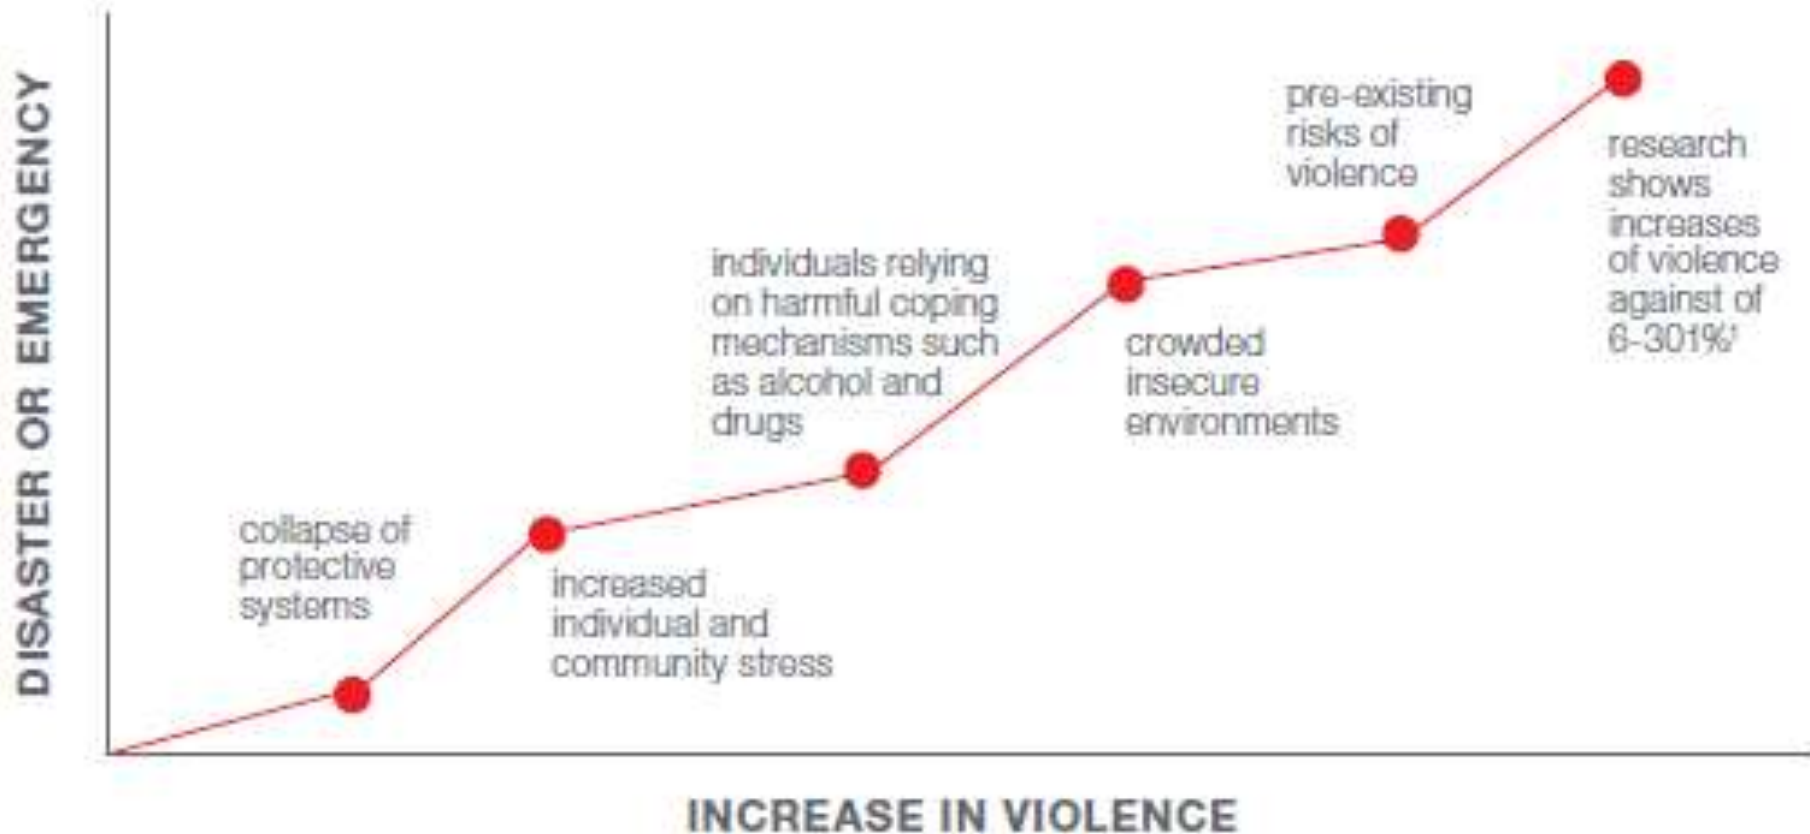 DISASTER OR EMERGENCY
collapse of
protective
systems
increased
individual and
community stress
individuals relying
on harmful coping
mechanisms such
as alcohol and
drugs
crowded
insecure
environments
pre-existing
risks of
violence
research
shows
increases
of violence
against of
6-301%¹
INCREASE IN VIOLENCE